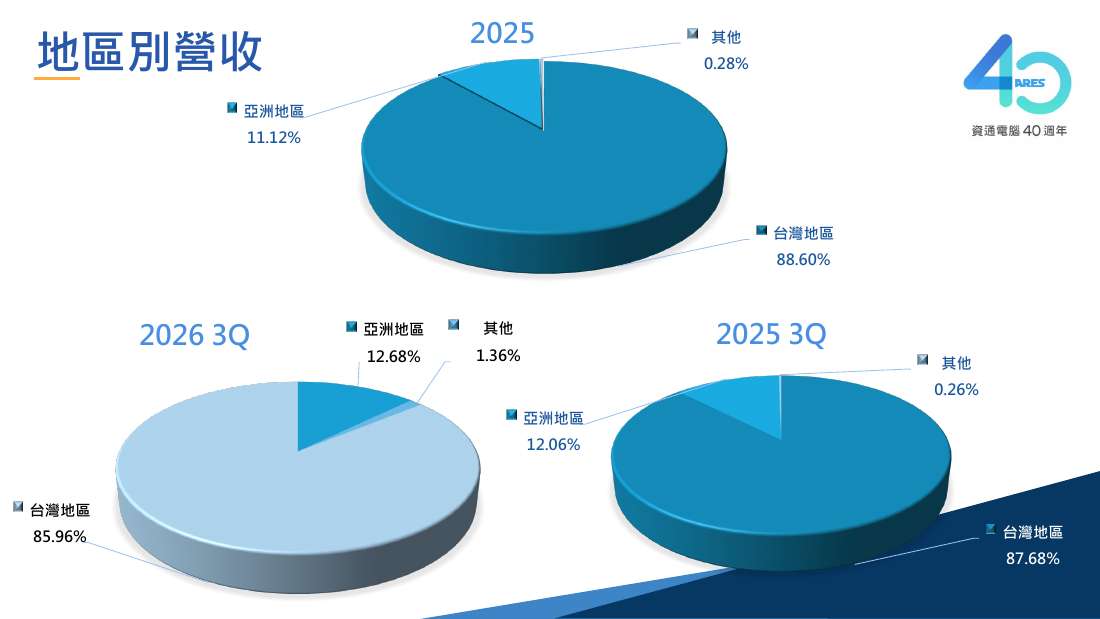 地區別營收
2025
其他
0.28%
亞洲地區
11.12%
台灣地區
88.60%
ARES
資通電腦 40 週年
2026 3Q
亞洲地區
12.68%
其他
1.36%
台灣地區
85.96%
2025 3Q
其他
0.26%
亞洲地區
12.06%
台灣地區
87.68%